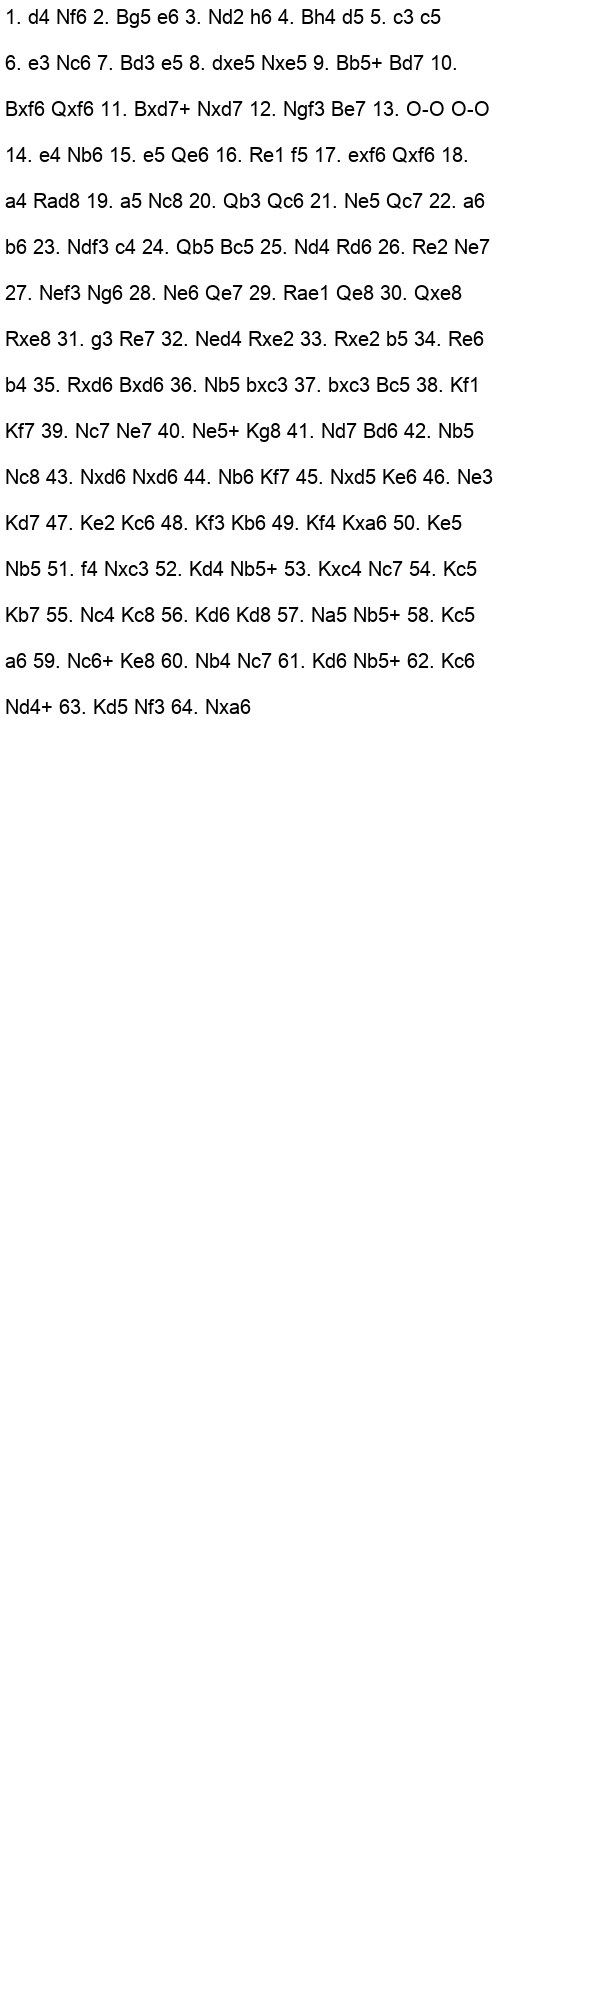 1. d4 Nf6 2. Bg5 e6 3. Nd2 h6 4. Bh4 d5 5. c3 c5
6. e3 Nc6 7. Bd3 e5 8. dxe5 Nxe5 9. Bb5+ Bd7 10.
Bxf6 Qxf6 11. Bxd7+ Nxd7 12. Ngf3 Be7 13. O-O O-O
14. e4 Nb6 15. e5 Qe6 16. Re1 f5 17. exf6 Qxf6 18.
a4 Rad8 19. a5 Nc8 20. Qb3 Qc6 21. Ne5 Qc7 22. a6
b6 23. Ndf3 c4 24. Qb5 Bc5 25. Nd4 Rd6 26. Re2 Ne7
27. Nef3 Ng6 28. Ne6 Qe7 29. Rae1 Qe8 30. Qxe8
Rxe8 31. g3 Re7 32. Ned4 Rxe2 33. Rxe2 b5 34. Re6
b4 35. Rxd6 Bxd6 36. Nb5 bxc3 37. bxc3 Bc5 38. Kf1
Kf7 39. Nc7 Ne7 40. Ne5+ Kg8 41. Nd7 Bd6 42. Nb5
Nc8 43. Nxd6 Nxd6 44. Nb6 Kf7 45. Nxd5 Ke6 46. Ne3
Kd7 47. Ke2 Kc6 48. Kf3 Kb6 49. Kf4 Kxa6 50. Ke5
Nb5 51. f4 Nxc3 52. Kd4 Nb5+ 53. Kxc4 Nc7 54. Kc5
Kb7 55. Nc4 Kc8 56. Kd6 Kd8 57. Na5 Nb5+ 58. Kc5
a6 59. Nc6+ Ke8 60. Nb4 Nc7 61. Kd6 Nb5+ 62. Kc6
Nd4+ 63. Kd5 Nf3 64. Nxa6